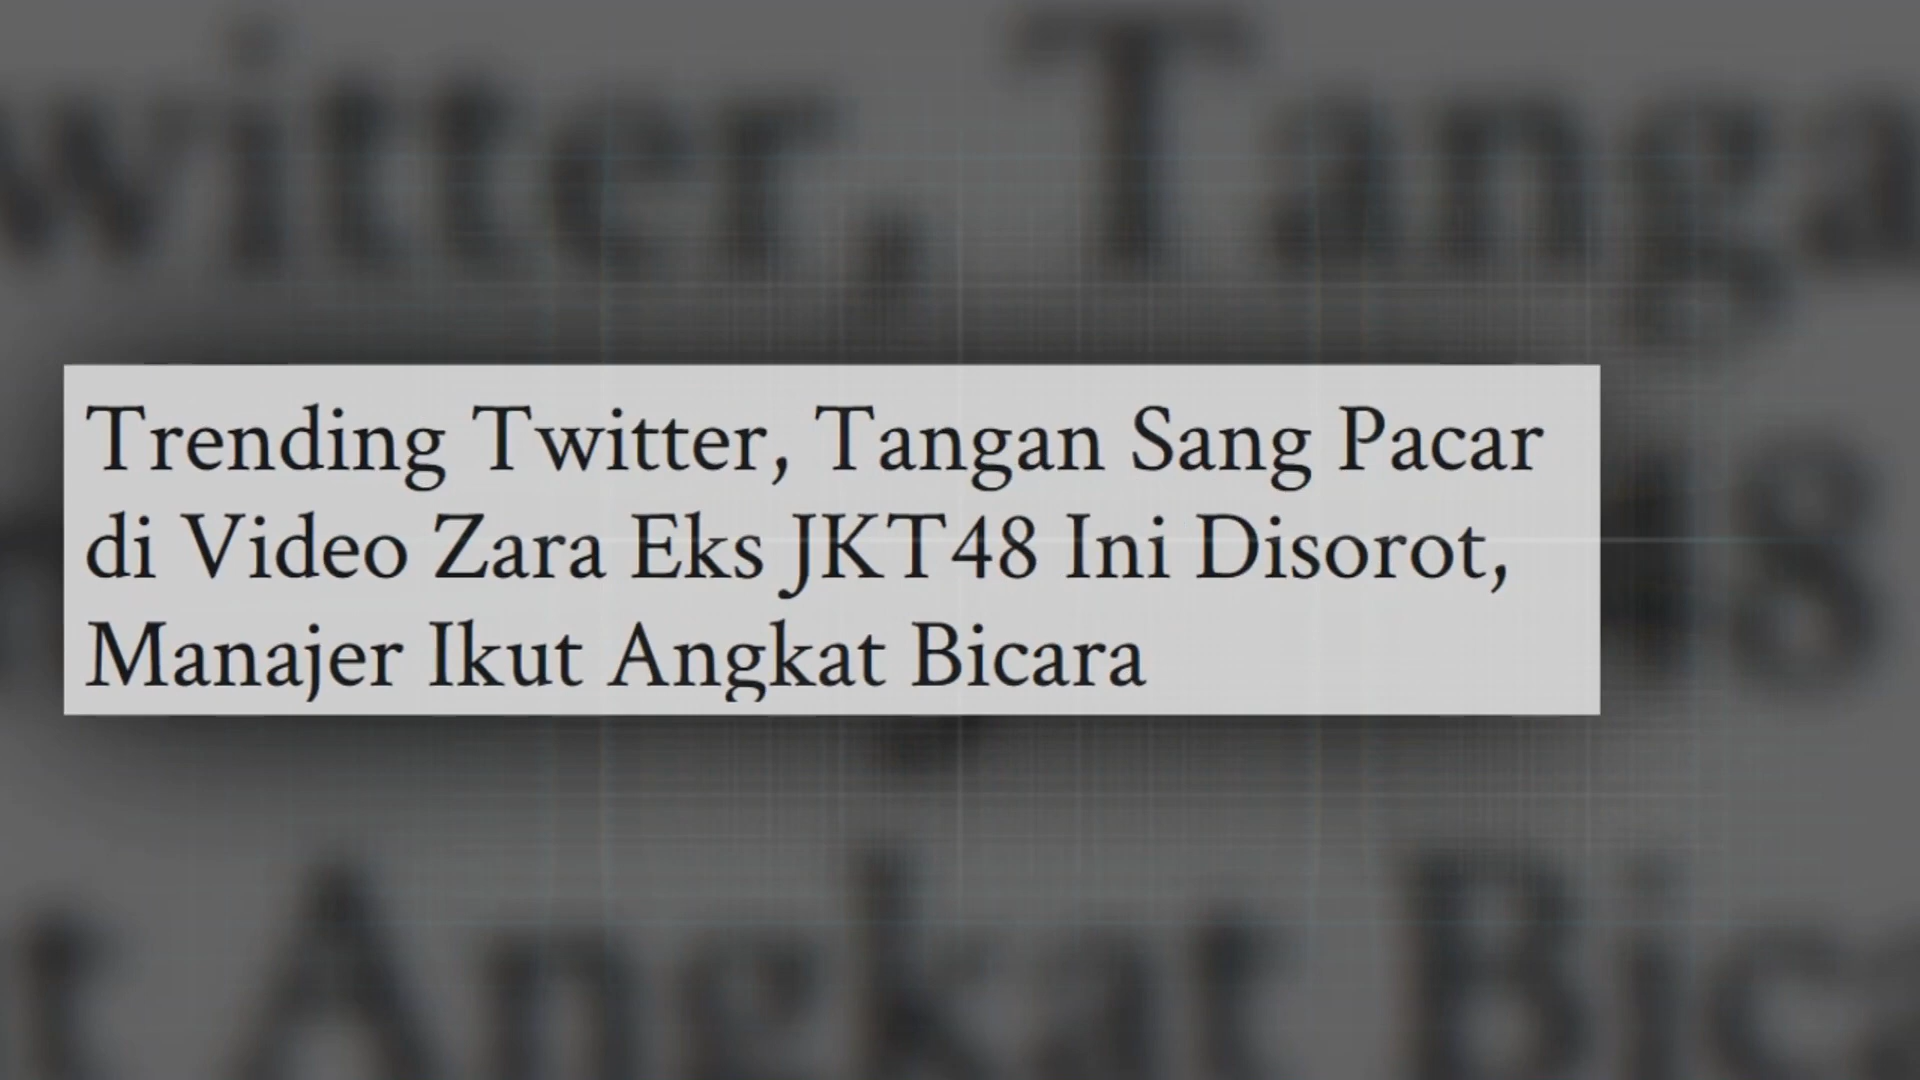 Trending Twitter, Tangan Sang Pacar
di Video Zara Eks JKT48 Ini Disorot,
Manajer Ikut Angkat Bicara